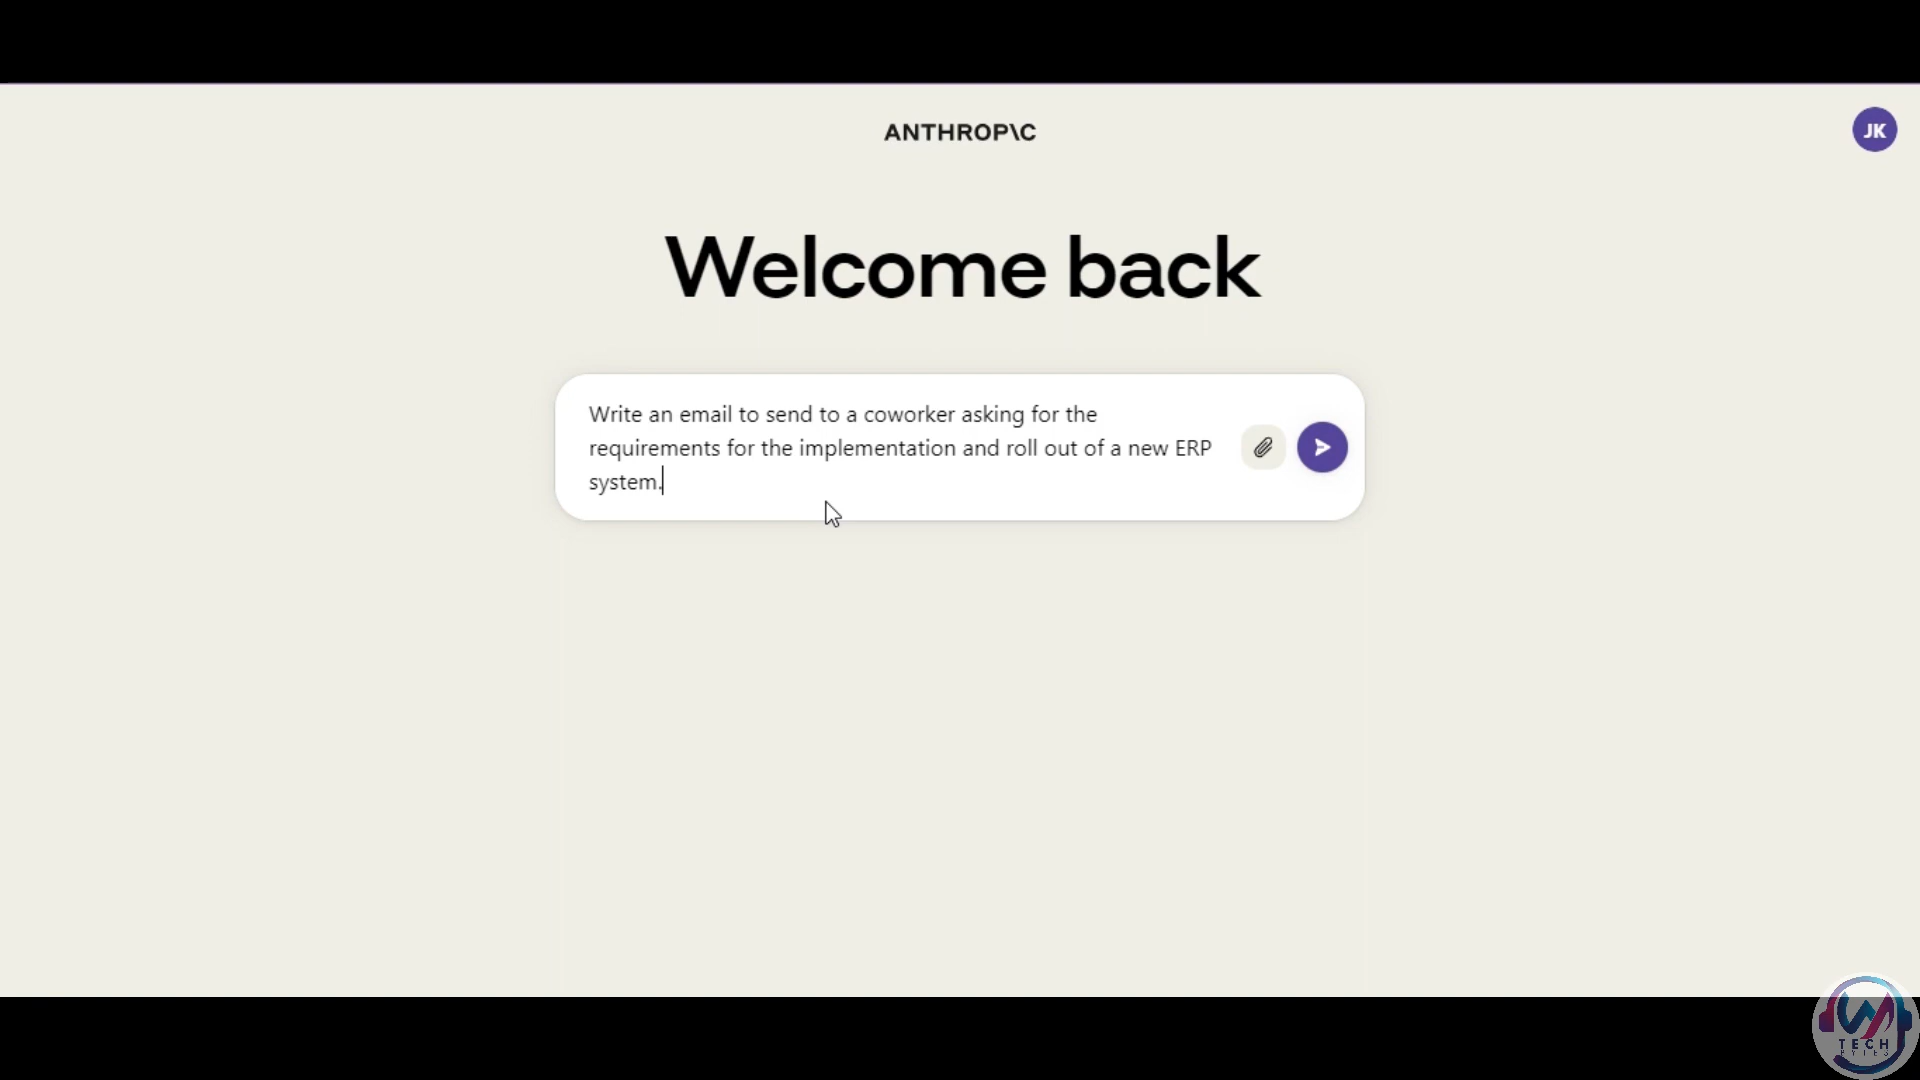 ANTHROP\C
JK
Welcome back
Write an email to send to a coworker asking for the
requirements for the implementation and roll out of a new ERP
system.
TECH
BYTES